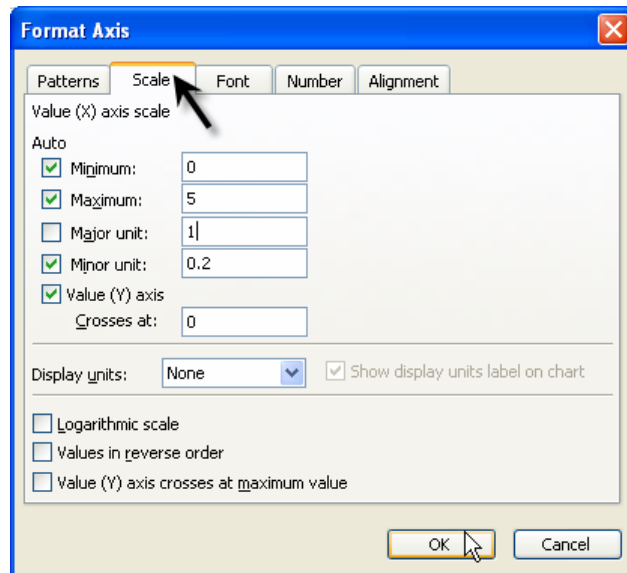 Format Axis
Patterns Scale Font Number Alignment
Value (X) axis scale
Auto
Minimum: 0
Maximum: 5
Major unit: 1
Minor unit: 0.2
Value (Y) axis
Crosses at: 0
Display units: None Show display units label on chart
Logarithmic scale
Values in reverse order
Value (Y) axis crosses at maximum value
OK Cancel